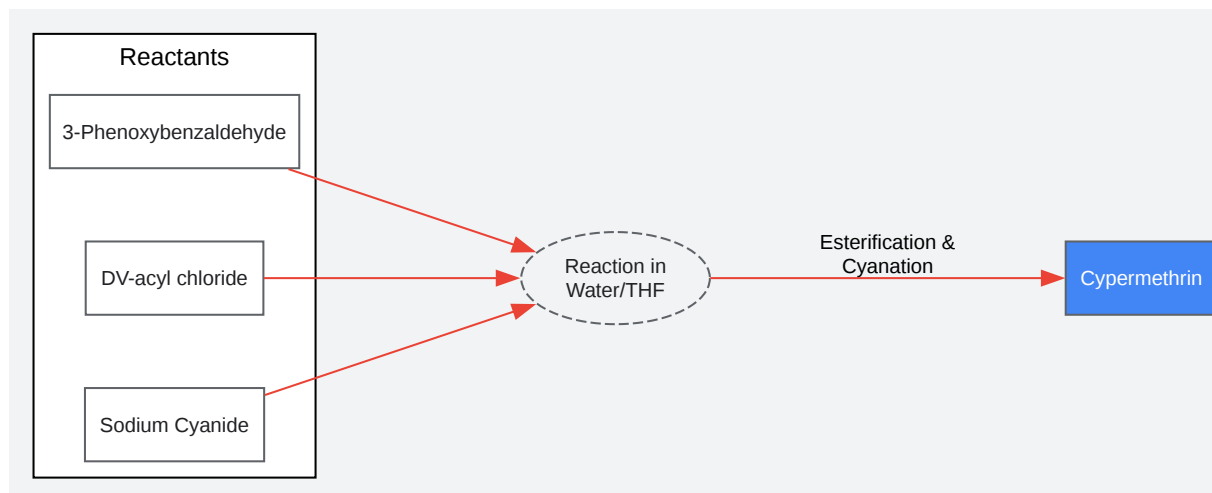 Reactants
3-Phenoxybenzaldehyde
DV-acyl chloride
Sodium Cyanide
Reaction in
Water/THF
Esterification &
Cyanation
Cypermethrin